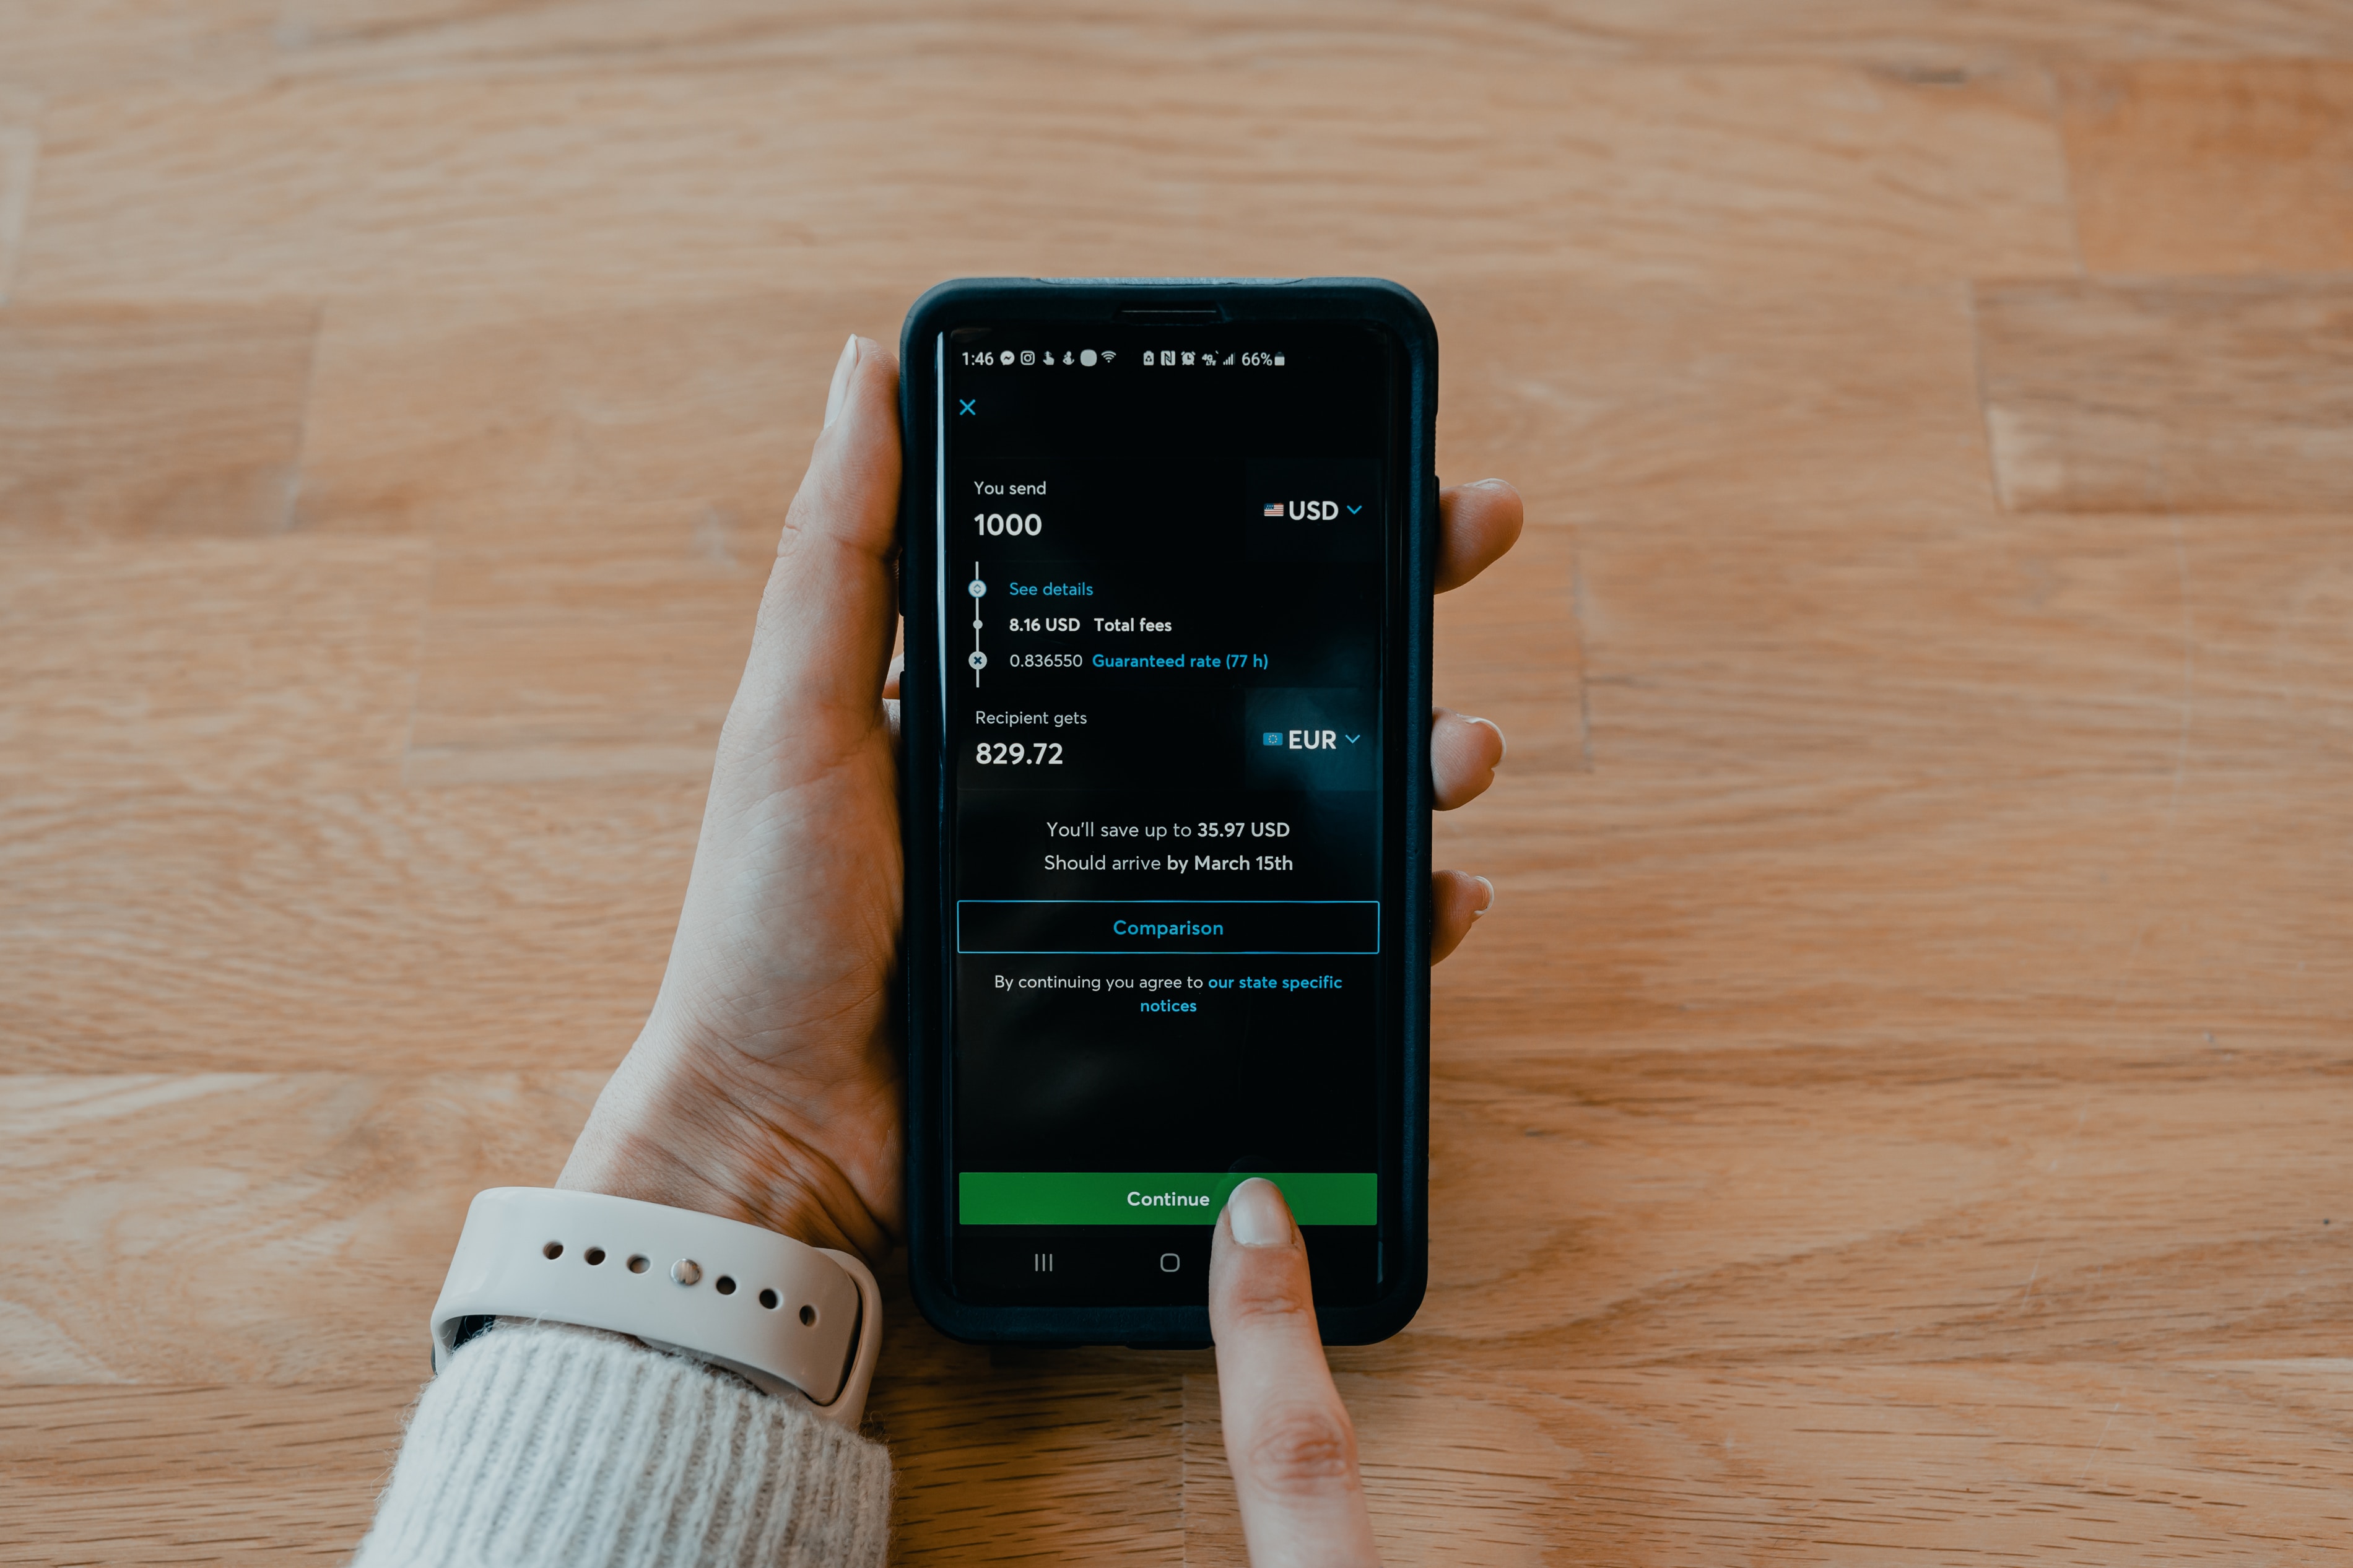 1:46 66%
You send
1000
USD
See details
8.16 USD Total fees
0.836550 Guaranteed rate (77 h)
Recipient gets
829.72
EUR
You'll save up to 35.97 USD
Should arrive by March 15th
Comparison
By continuing you agree to our state specific
notices
Continue